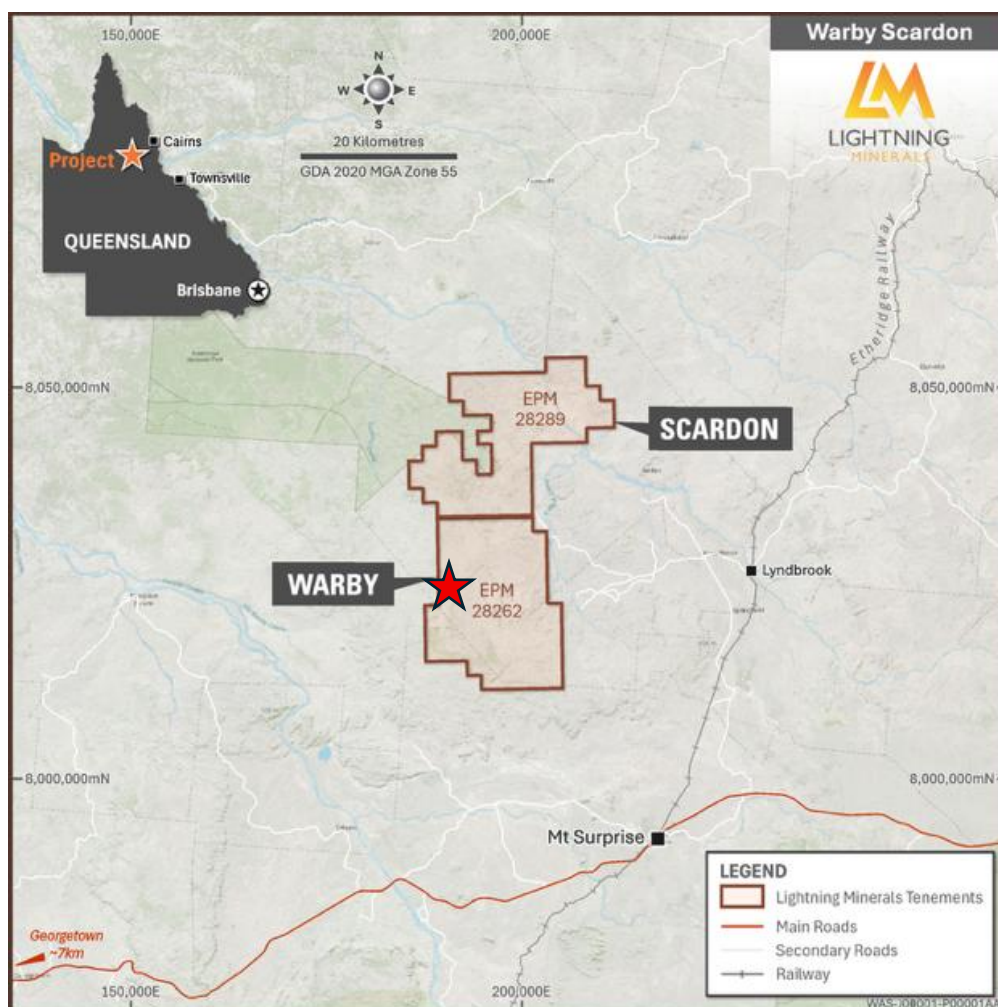 150,000E
200,000E
Warby Scardon
LM
LIGHTNING
MINERALS
N
W E
S
20 Kilometres
GDA 2020 MGA Zone 55
Project
Cairns
Townsville
QUEENSLAND
Brisbane
Etheridge Railway
8,050,000mN
8,050,000mN
EPM
28289
SCARDON
WARBY
EPM
28262
Lyndbrook
8,000,000mN
8,000,000mN
Mt Surprise
LEGEND
Lightning Minerals Tenements
Main Roads
Secondary Roads
Railway
Georgetown
~7km
150,000E
200,000E